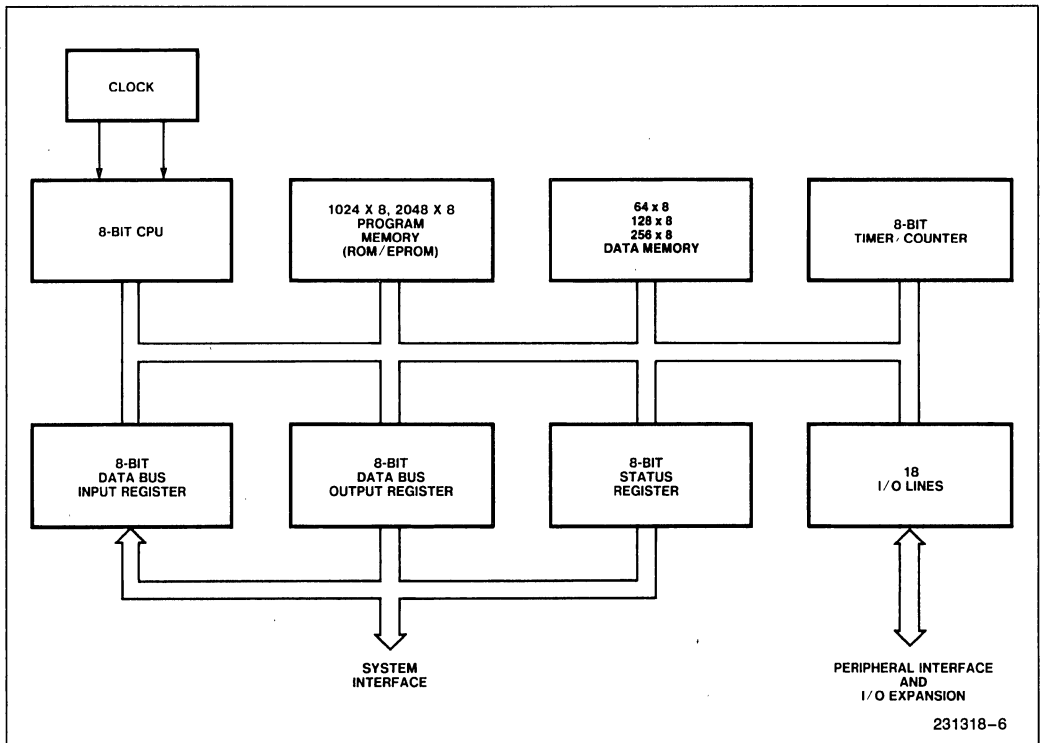 CLOCK
8-BIT CPU
1024 X 8, 2048 X 8
PROGRAM
MEMORY
(ROM/EPROM)
64 x 8
128 x 8
256 x 8
DATA MEMORY
8-BIT
TIMER/COUNTER
8-BIT
DATA BUS
INPUT REGISTER
8-BIT
DATA BUS
OUTPUT REGISTER
8-BIT
STATUS
REGISTER
18
I/O LINES
SYSTEM
INTERFACE
PERIPHERAL INTERFACE
AND
I/O EXPANSION
231318-6